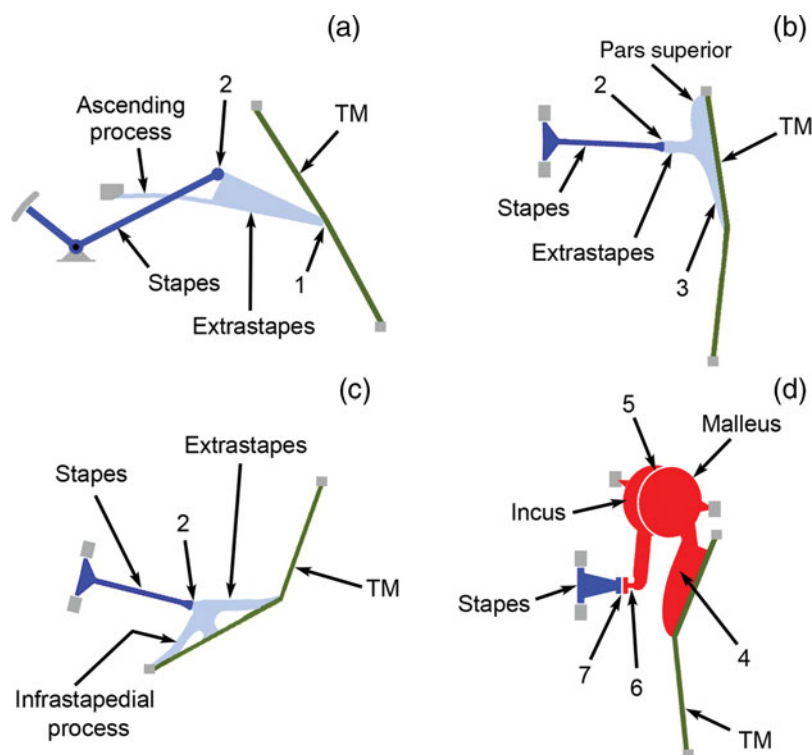 (a)
2
TM
Ascending
process
Stapes
1
Extrastapes
(b)
Pars superior
2
TM
Stapes
Extrastapes
3
(c)
Extrastapes
Stapes
2
TM
Infrastapedial
process
(d)
5
Malleus
Incus
Stapes
7
6
4
TM